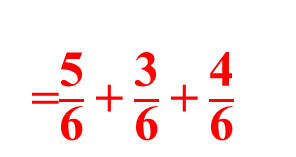 = 5/6 + 3/6 + 4/6